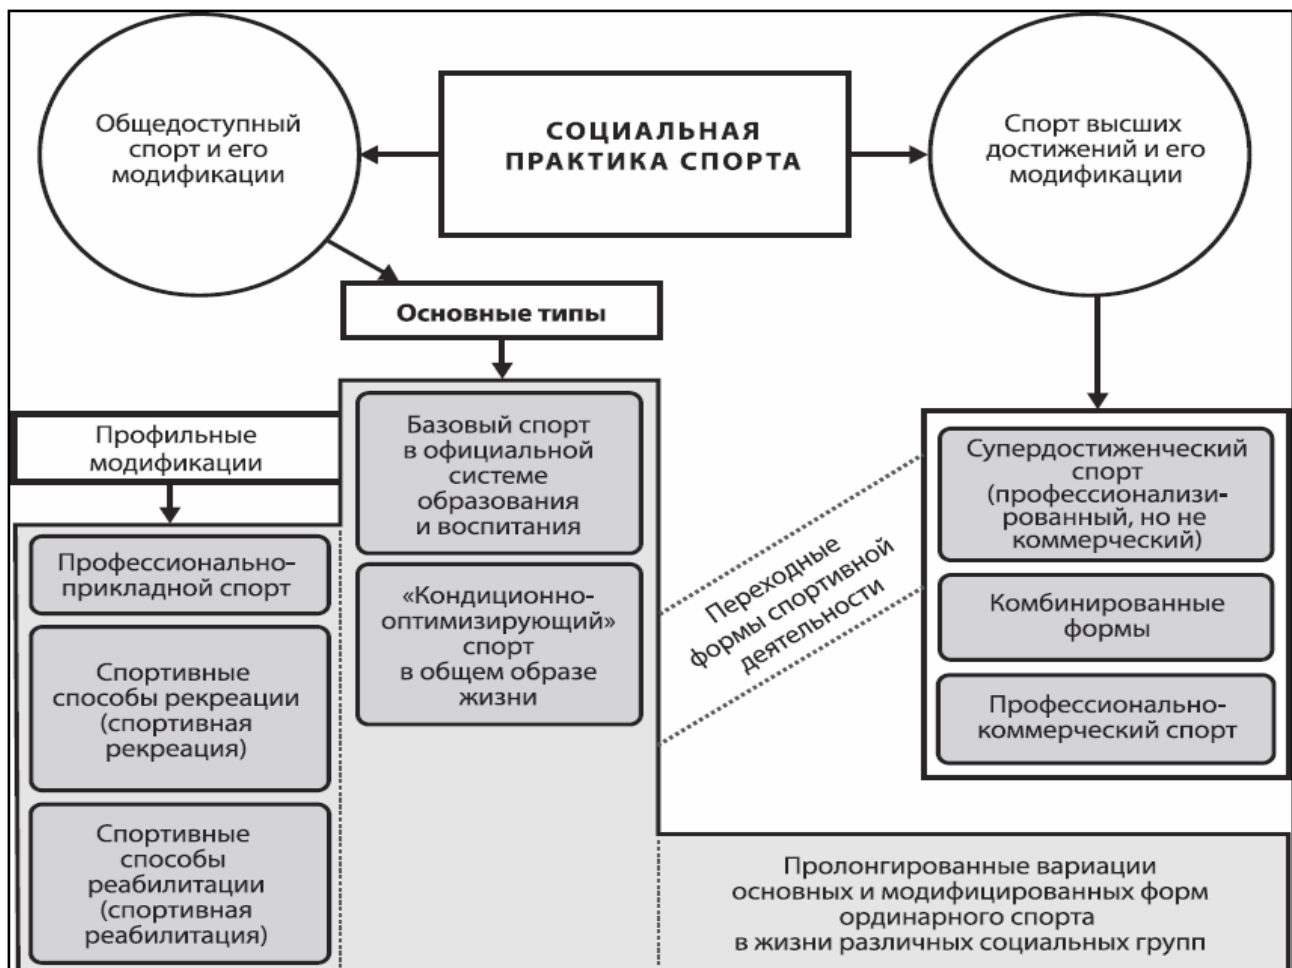 Общедоступный
спорт и его
модификации
СОЦИАЛЬНАЯ
ПРАКТИКА СПОРТА
Спорт высших
достижений и его
модификации
Основные типы
Профильные
модификации
Профессионально-
прикладной спорт
Спортивные
способы рекреации
(спортивная
рекреация)
Спортивные
способы
реабилитации
(спортивная
реабилитация)
Базовый спорт
в официальной
системе
образования
и воспитания
«Кондиционно-
оптимизирующий»
спорт
в общем образе
жизни
Переходные
формы спортивной
деятельности
Супердостиженческий
спорт
(профессионализи-
рованный, но не
коммерческий)
Комбинированные
формы
Профессионально-
коммерческий спорт
Пролонгированные вариации
основных и модифицированных форм
ординарного спорта
в жизни различных социальных групп